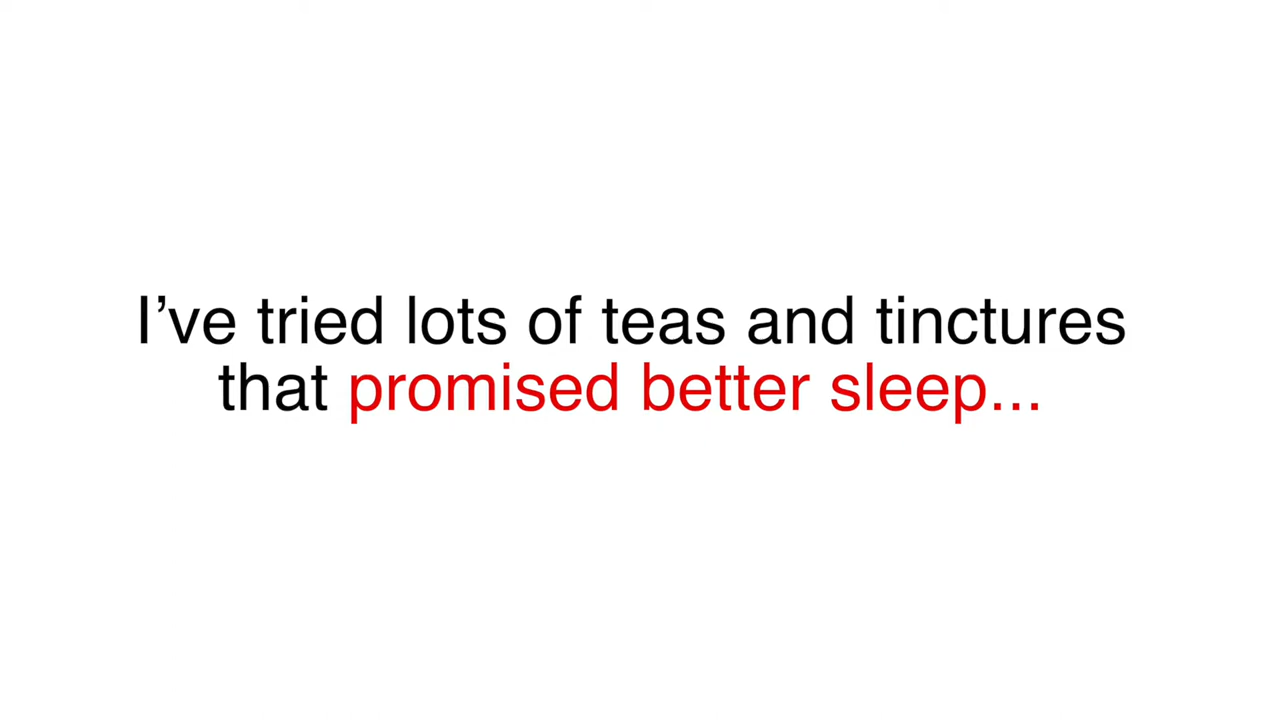 I’ve tried lots of teas and tinctures
that promised better sleep...